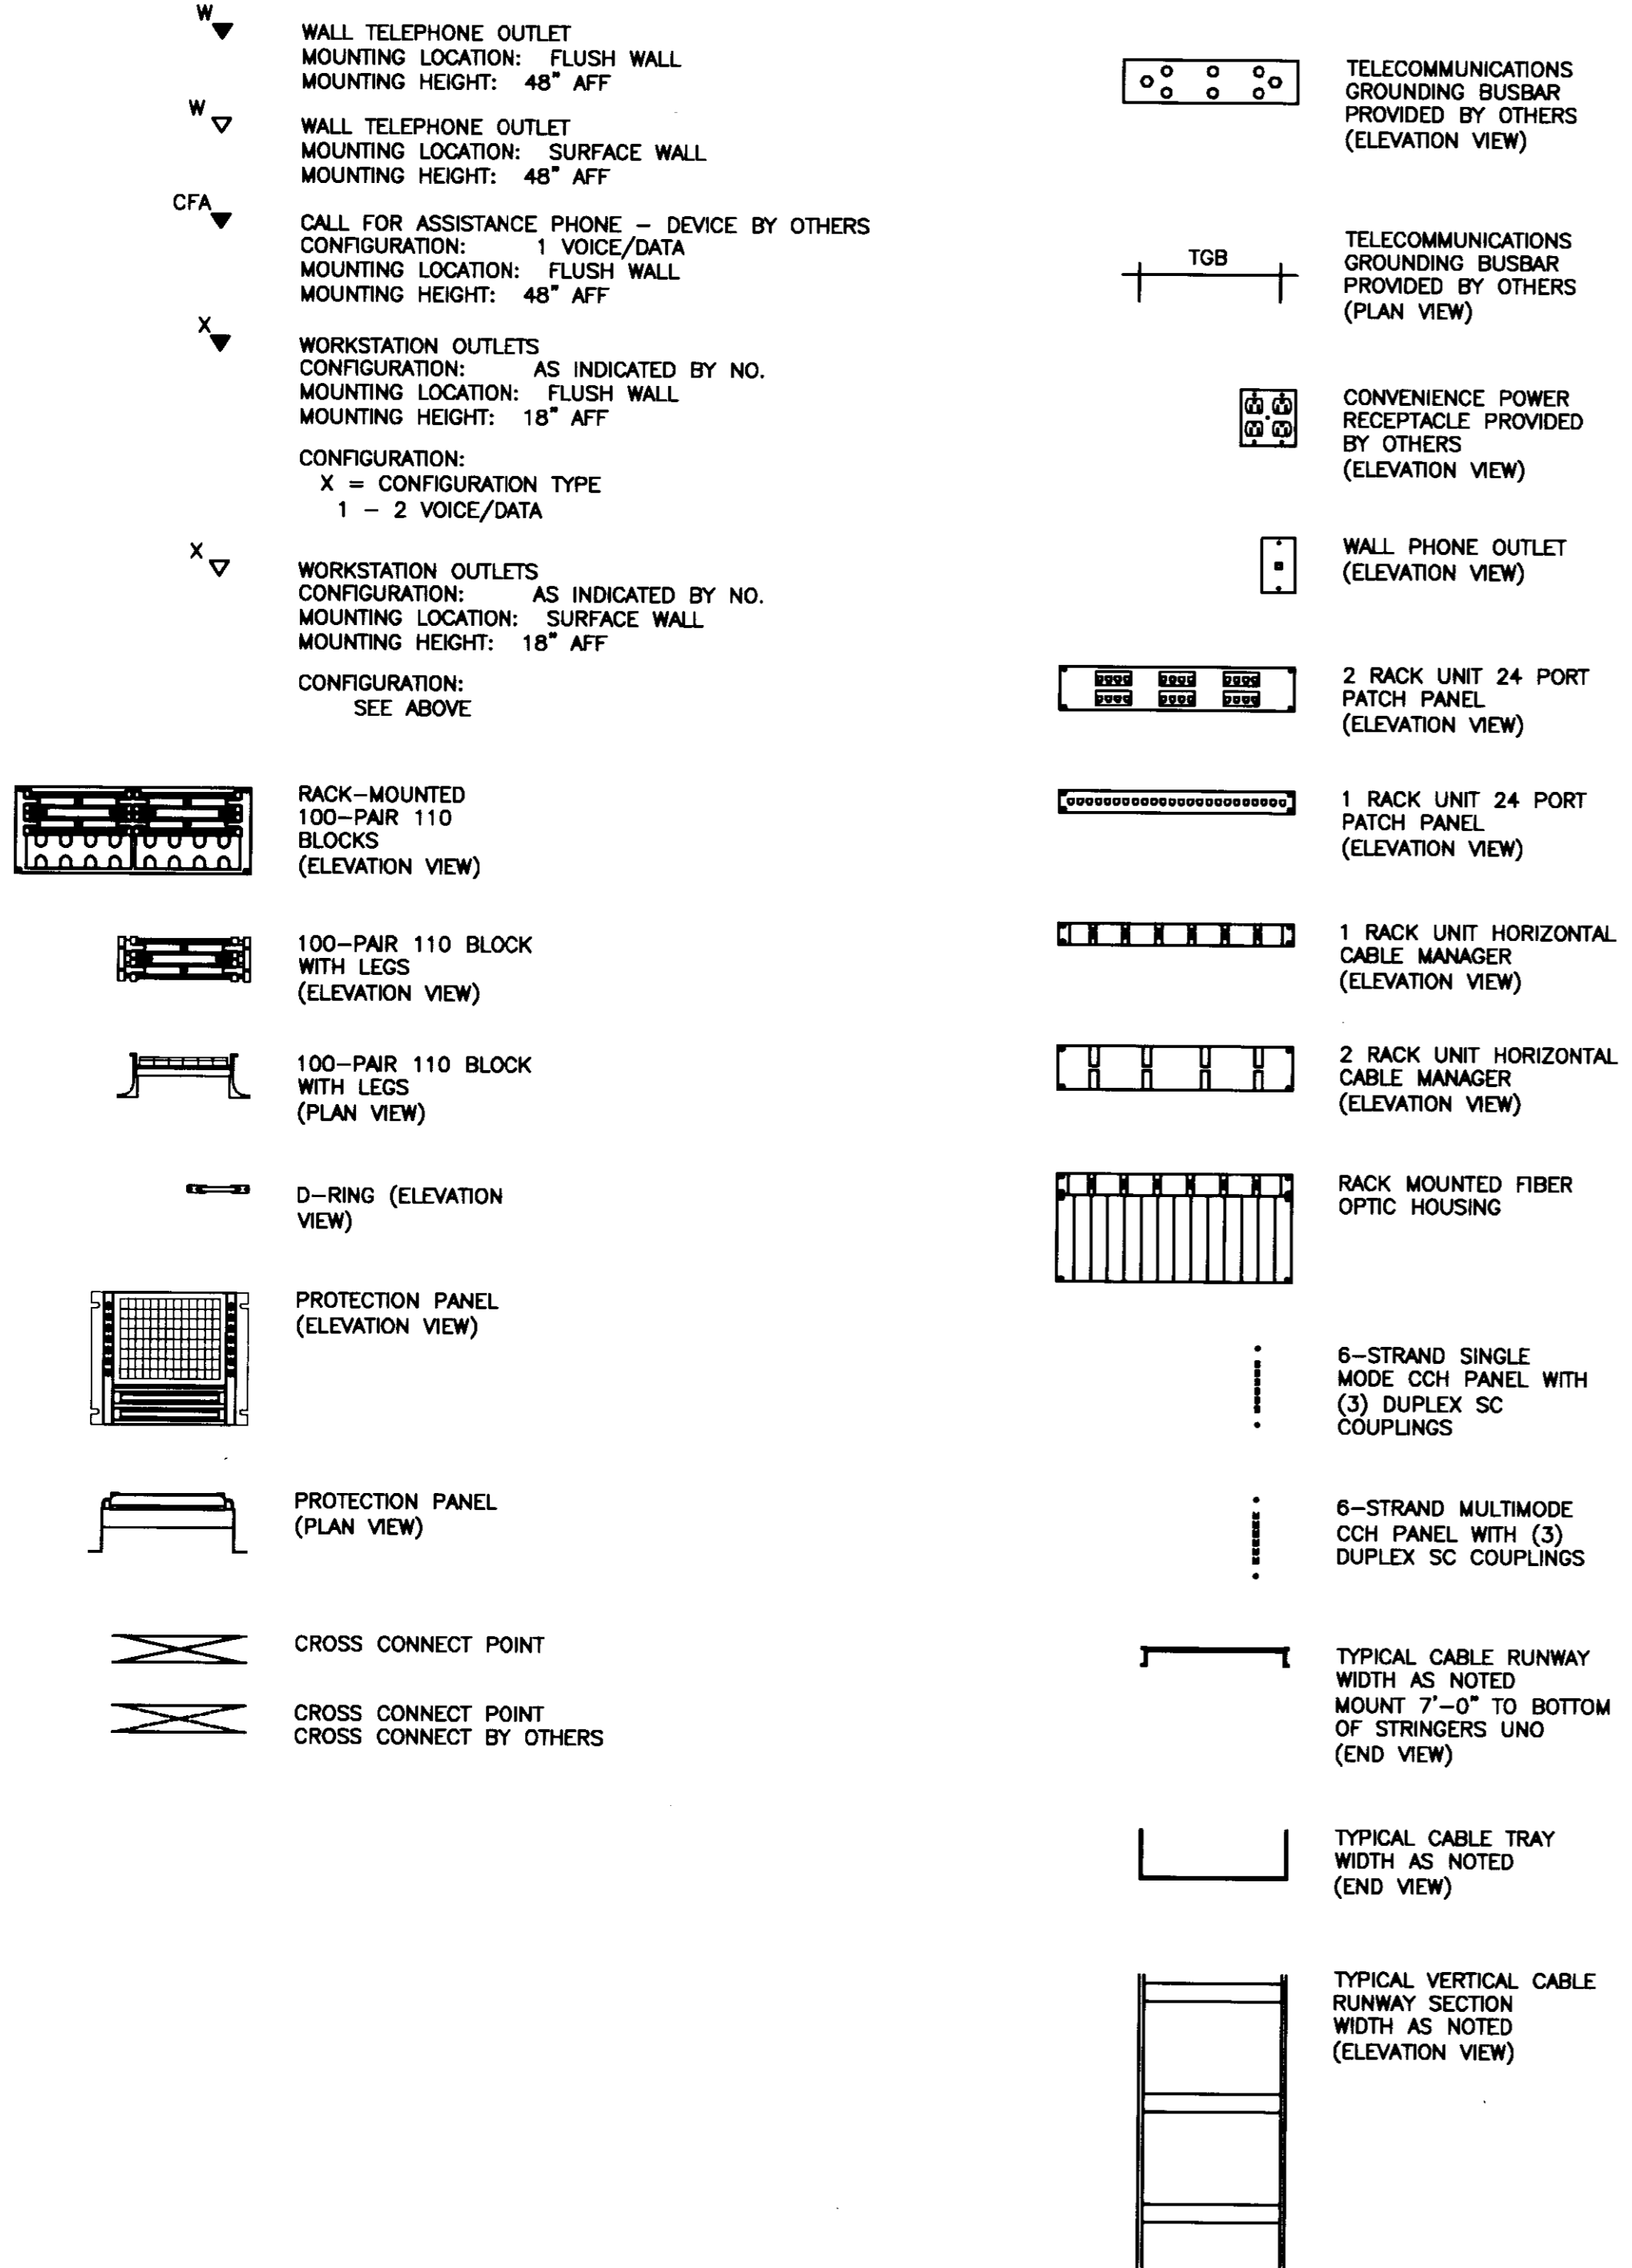 W
WALL TELEPHONE OUTLET
MOUNTING LOCATION: FLUSH WALL
MOUNTING HEIGHT: 48" AFF
W
WALL TELEPHONE OUTLET
MOUNTING LOCATION: SURFACE WALL
MOUNTING HEIGHT: 48" AFF
CFA
CALL FOR ASSISTANCE PHONE – DEVICE BY OTHERS
CONFIGURATION: 1 VOICE/DATA
MOUNTING LOCATION: FLUSH WALL
MOUNTING HEIGHT: 48" AFF
X
WORKSTATION OUTLETS
CONFIGURATION: AS INDICATED BY NO.
MOUNTING LOCATION: FLUSH WALL
MOUNTING HEIGHT: 18" AFF
CONFIGURATION:
X = CONFIGURATION TYPE
1 – 2 VOICE/DATA
X
WORKSTATION OUTLETS
CONFIGURATION: AS INDICATED BY NO.
MOUNTING LOCATION: SURFACE WALL
MOUNTING HEIGHT: 18" AFF
CONFIGURATION:
SEE ABOVE
RACK–MOUNTED
100–PAIR 110
BLOCKS
(ELEVATION VIEW)
100–PAIR 110 BLOCK
WITH LEGS
(ELEVATION VIEW)
100–PAIR 110 BLOCK
WITH LEGS
(PLAN VIEW)
D–RING (ELEVATION
VIEW)
PROTECTION PANEL
(ELEVATION VIEW)
PROTECTION PANEL
(PLAN VIEW)
CROSS CONNECT POINT
CROSS CONNECT POINT
CROSS CONNECT BY OTHERS
TELECOMMUNICATIONS
GROUNDING BUSBAR
PROVIDED BY OTHERS
(ELEVATION VIEW)
TGB
TELECOMMUNICATIONS
GROUNDING BUSBAR
PROVIDED BY OTHERS
(PLAN VIEW)
CONVENIENCE POWER
RECEPTACLE PROVIDED
BY OTHERS
(ELEVATION VIEW)
WALL PHONE OUTLET
(ELEVATION VIEW)
2 RACK UNIT 24 PORT
PATCH PANEL
(ELEVATION VIEW)
1 RACK UNIT 24 PORT
PATCH PANEL
(ELEVATION VIEW)
1 RACK UNIT HORIZONTAL
CABLE MANAGER
(ELEVATION VIEW)
2 RACK UNIT HORIZONTAL
CABLE MANAGER
(ELEVATION VIEW)
RACK MOUNTED FIBER
OPTIC HOUSING
6–STRAND SINGLE
MODE CCH PANEL WITH
(3) DUPLEX SC
COUPLINGS
6–STRAND MULTIMODE
CCH PANEL WITH (3)
DUPLEX SC COUPLINGS
TYPICAL CABLE RUNWAY
WIDTH AS NOTED
MOUNT 7'–0" TO BOTTOM
OF STRINGERS UNO
(END VIEW)
TYPICAL CABLE TRAY
WIDTH AS NOTED
(END VIEW)
TYPICAL VERTICAL CABLE
RUNWAY SECTION
WIDTH AS NOTED
(ELEVATION VIEW)